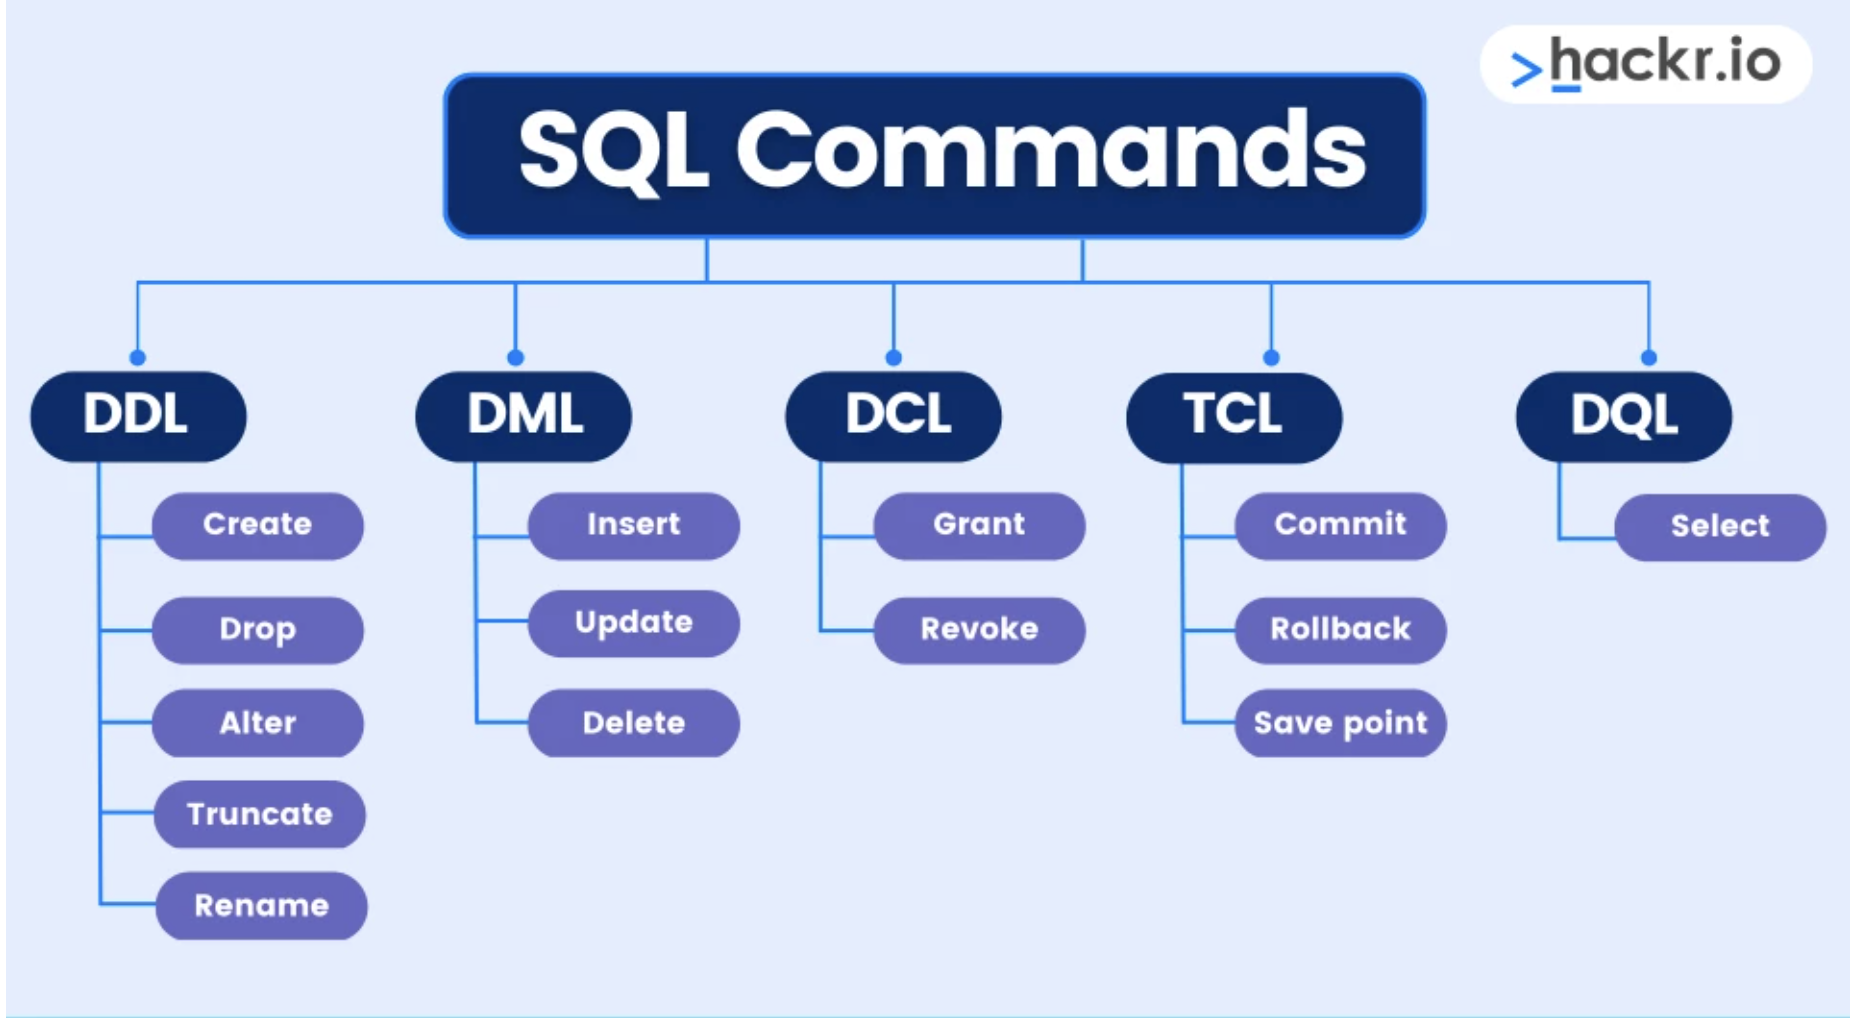 >hackr.io
SQL Commands
DDL
DML
DCL
TCL
DQL
Create
Drop
Alter
Truncate
Rename
Insert
Update
Delete
Grant
Revoke
Commit
Rollback
Save point
Select